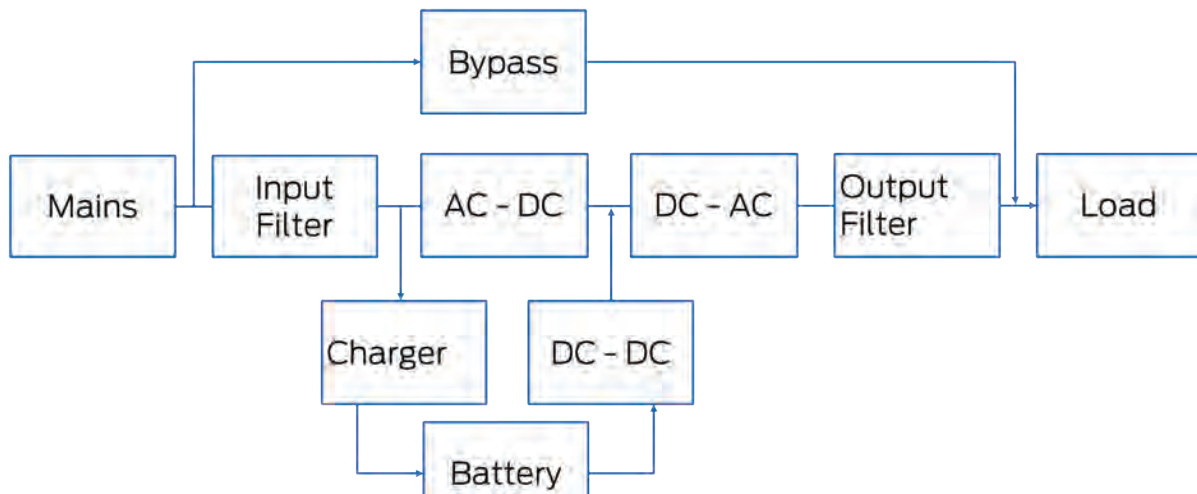 Bypass
Mains
Input
Filter
AC – DC
DC – AC
Output
Filter
Load
Charger
DC – DC
Battery